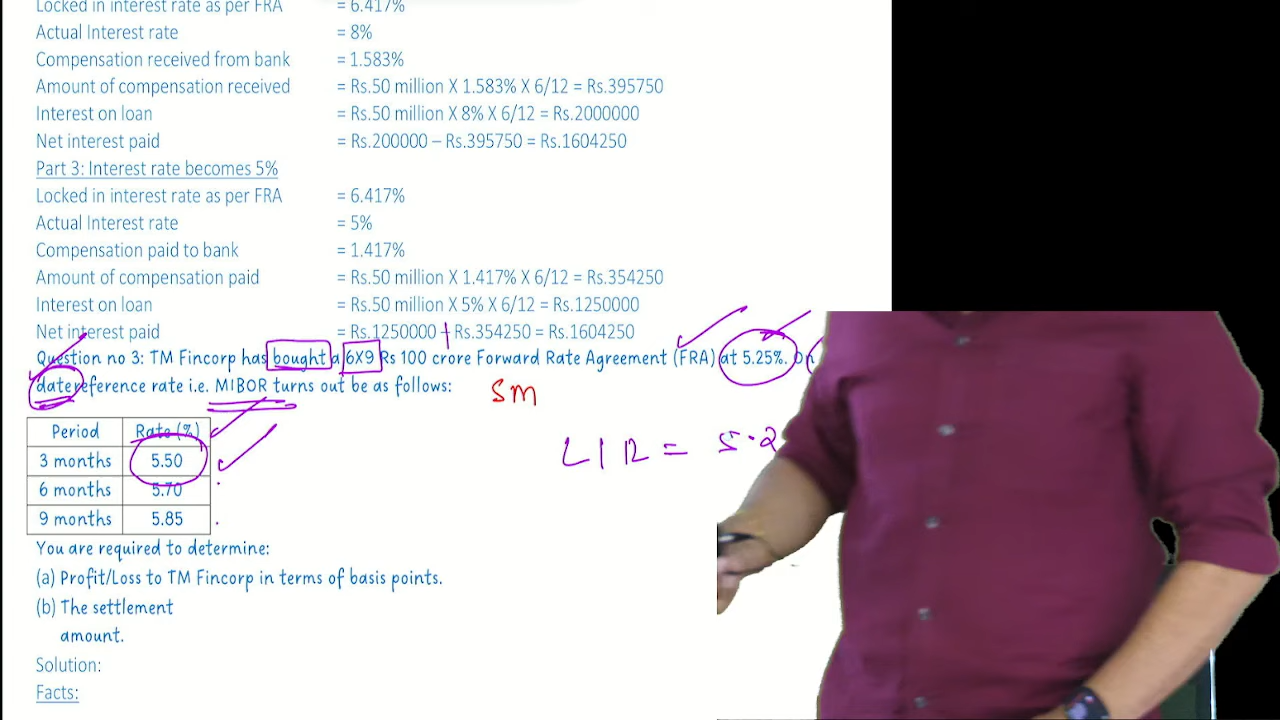 Locked in interest rate as per FRA = 6.417%
Actual Interest rate = 8%
Compensation received from bank = 1.583%
Amount of compensation received = Rs.50 million X 1.583% X 6/12 = Rs.395750
Interest on loan = Rs.50 million X 8% X 6/12 = Rs.2000000
Net interest paid = Rs.200000 – Rs.395750 = Rs.1604250
Part 3: Interest rate becomes 5%
Locked in interest rate as per FRA = 6.417%
Actual Interest rate = 5%
Compensation paid to bank = 1.417%
Amount of compensation paid = Rs.50 million X 1.417% X 6/12 = Rs.354250
Interest on loan = Rs.50 million X 5% X 6/12 = Rs.1250000
Net interest paid = Rs.1250000 + Rs.354250 = Rs.1604250
Question no 3: TM Fincorp has bought a 6X9 Rs 100 crore Forward Rate Agreement (FRA) at 5.25%. On
date reference rate i.e. MIBOR turns out be as follows:
SM
Period Rate (%)
3 months 5.50
6 months 5.70
9 months 5.85
LIR = 5.2
You are required to determine:
(a) Profit/Loss to TM Fincorp in terms of basis points.
(b) The settlement
amount.
Solution:
Facts: